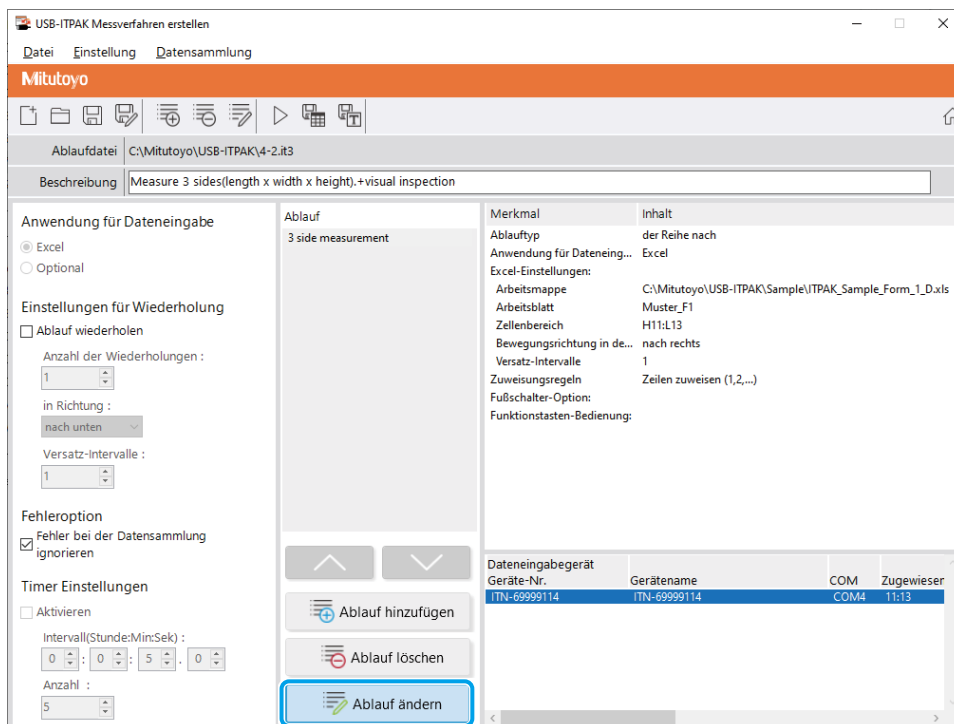 USB-ITPAK Messverfahren erstellen
Datei Einstellung Datensammlung
Mitutoyo
Ablaufdatei C:\Mitutoyo\USB-ITPAK\4-2.it3
Beschreibung Measure 3 sides(length x width x height).+visual inspection
Anwendung für Dateneingabe
Excel
Optional
Einstellungen für Wiederholung
Ablauf wiederholen
Anzahl der Wiederholungen :
1
in Richtung :
nach unten
Versatz-Intervalle :
1
Fehleroption
Fehler bei der Datensammlung
ignorieren
Timer Einstellungen
Aktivieren
Intervall(Stunde:Min:Sek) :
0 : 0 : 5 . 0
Anzahl :
5
Ablauf
3 side measurement
Ablauf hinzufügen
Ablauf löschen
Ablauf ändern
Merkmal Inhalt
Ablauftyp der Reihe nach
Anwendung für Dateneing... Excel
Excel-Einstellungen:
Arbeitsmappe C:\Mitutoyo\USB-ITPAK\Sample\ITPAK_Sample_Form_1_D.xls
Arbeitsblatt Muster_F1
Zellenbereich H11:L13
Bewegungsrichtung in de... nach rechts
Versatz-Intervalle 1
Zuweisungsregeln Zeilen zuweisen (1,2,...)
Fußschalter-Option:
Funktionstasten-Bedienung:
Dateneingabegerät
Geräte-Nr. Gerätename COM Zugewiesen
ITN-69999114 ITN-69999114 COM4 11:13